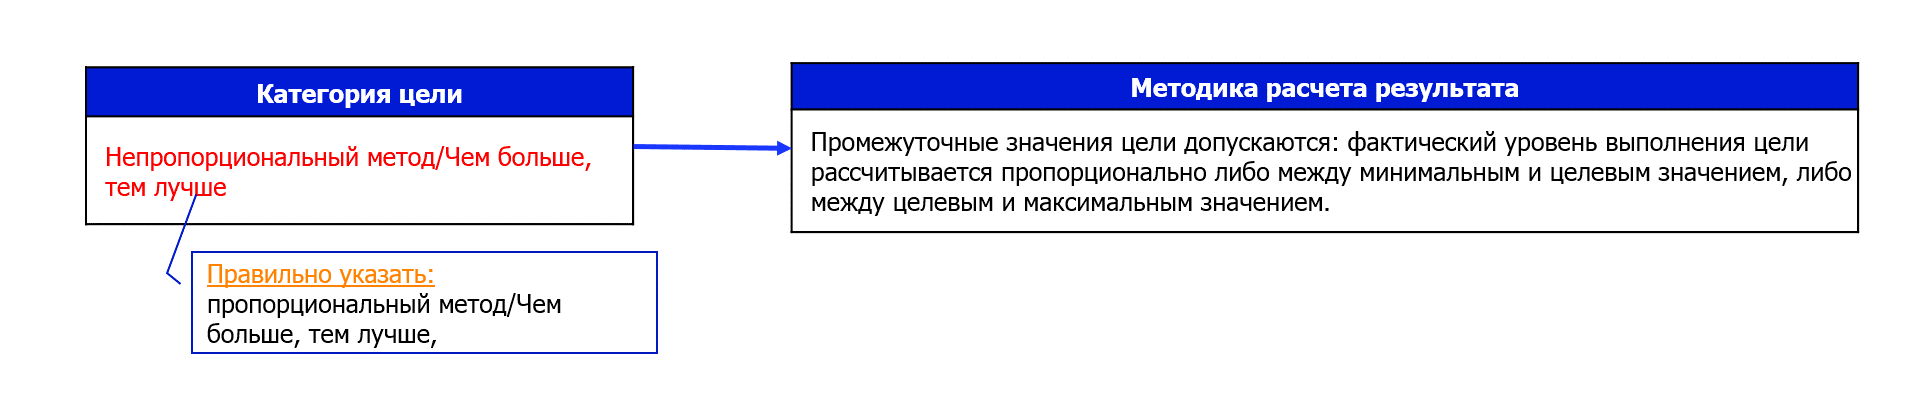 Категория цели
Непропорциональный метод/Чем больше,
тем лучше
Правильно указать:
пропорциональный метод/Чем
больше, тем лучше,
Методика расчета результата
Промежуточные значения цели допускаются: фактический уровень выполнения цели
рассчитывается пропорционально либо между минимальным и целевым значением, либо
между целевым и максимальным значением.